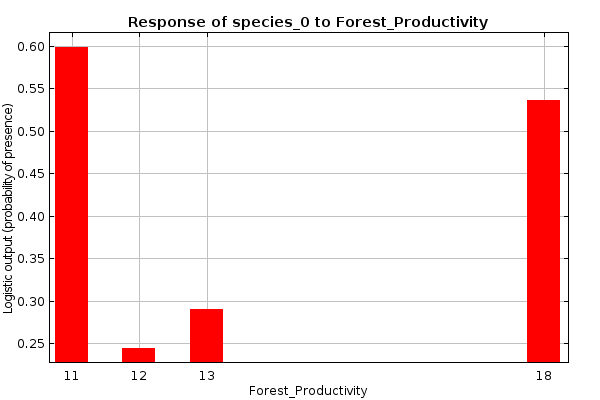 Response of species_0 to Forest_Productivity
Logistic output (probability of presence)
0.60
0.55
0.50
0.45
0.40
0.35
0.30
0.25
11 12 13 18
Forest_Productivity